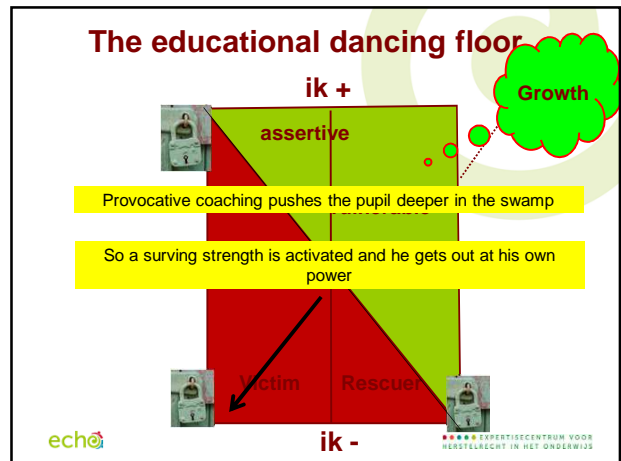 The educational dancing floor
ik +
Growth
assertive
Provocative coaching pushes the pupil deeper in the swamp
So a surving strength is activated and he gets out at his own
power
Victim Rescuer
echo
ik -
EXPERTISECENTRUM VOOR
HERSTELRECHT IN HET ONDERWIJS